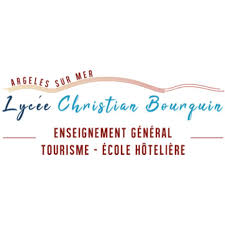 ARGELES SUR MER
Lycée Christian Bourquin
ENSEIGNEMENT GÉNÉRAL
TOURISME - ÉCOLE HÔTELIÈRE